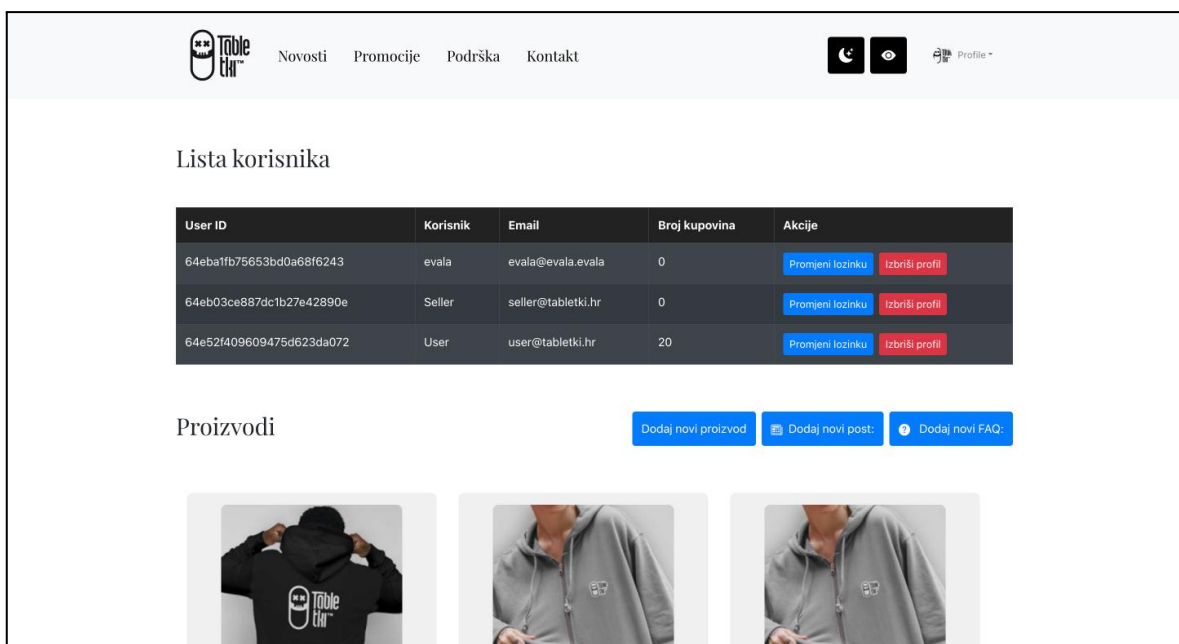 Table tki™
Novosti Promocije Podrška Kontakt
Profile
Lista korisnika
User ID Korisnik Email Broj kupovina Akcije
64eba1fb75653bd0a68f6243 evala evala@evala.evala 0 Promjeni lozinku Izbriši profil
64eb03ce887dc1b27e42890e Seller seller@tabletki.hr 0 Promjeni lozinku Izbriši profil
64e52f409609475d623da072 User user@tabletki.hr 20 Promjeni lozinku Izbriši profil
Proizvodi
Dodaj novi proizvod Dodaj novi post: Dodaj novi FAQ:
Table
tki™